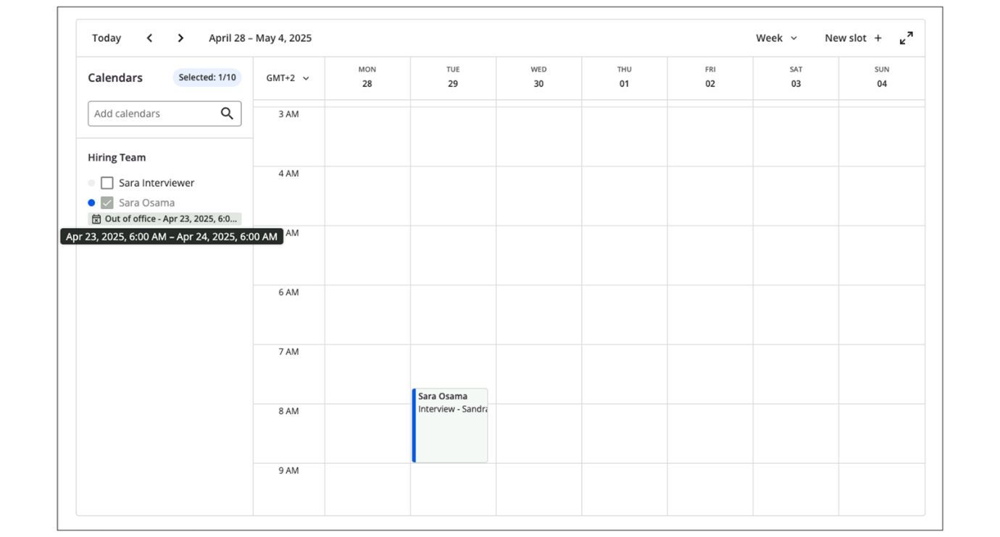 Today April 28 – May 4, 2025 Week New slot +
Calendars Selected: 1/10
Add calendars
Hiring Team
Sara Interviewer
Sara Osama
Out of office - Apr 23, 2025, 6:0...
Apr 23, 2025, 6:00 AM – Apr 24, 2025, 6:00 AM
GMT+2 MON TUE WED THU FRI SAT SUN
28 29 30 01 02 03 04
3 AM
4 AM
AM
6 AM
7 AM
Sara Osama
Interview - Sandra
8 AM
9 AM